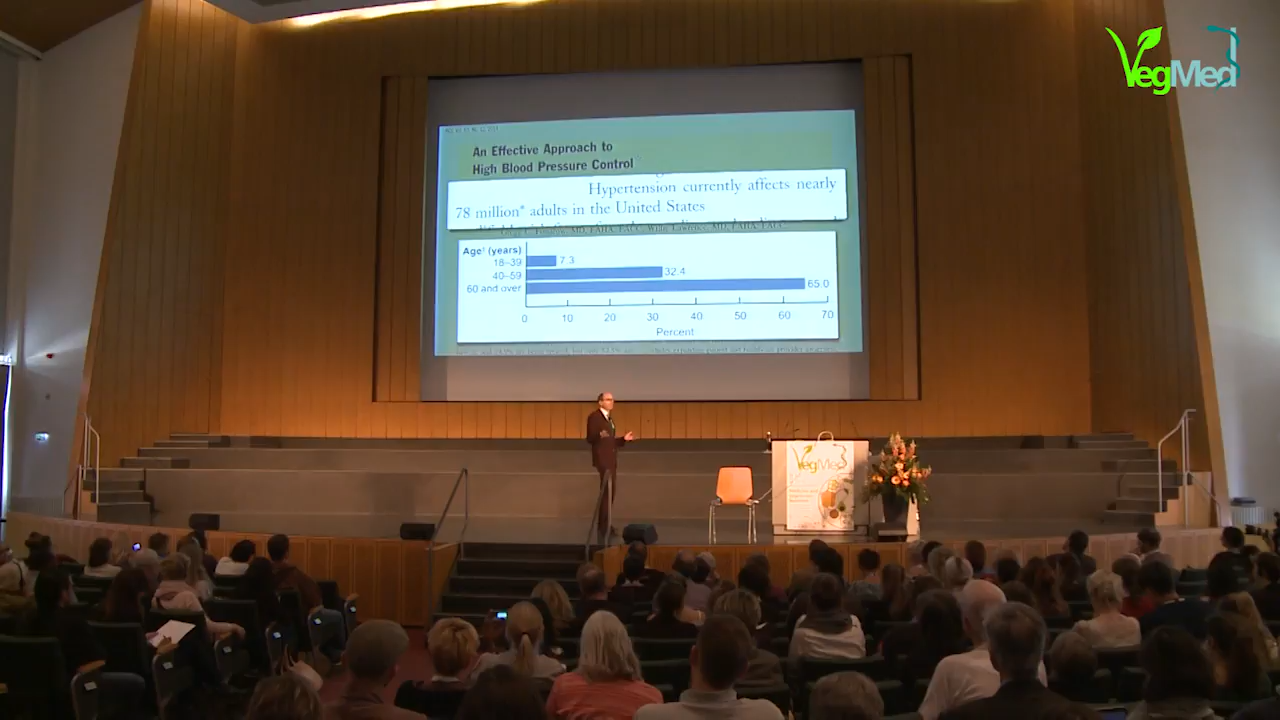 VegMed
An Effective Approach to
High Blood Pressure Control
Hypertension currently affects nearly
78 million* adults in the United States
Age¹ (years)
18–39 7.3
40–59 32.4
60 and over 65.0
0 10 20 30 40 50 60 70
Percent
VegMed